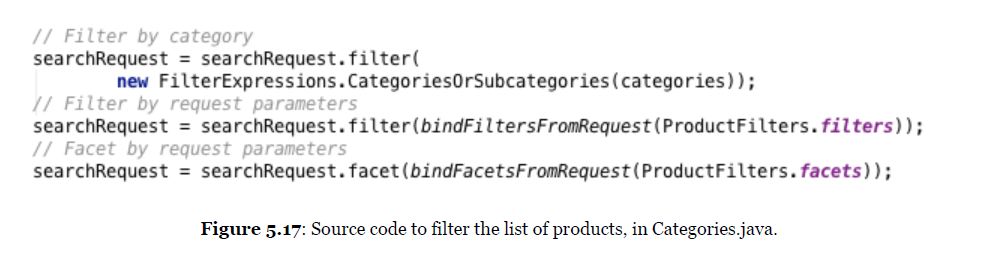 // Filter by category
searchRequest = searchRequest.filter(
        new FilterExpressions.CategoriesOrSubcategories(categories));
// Filter by request parameters
searchRequest = searchRequest.filter(bindFiltersFromRequest(ProductFilters.filters));
// Facet by request parameters
searchRequest = searchRequest.facet(bindFacetsFromRequest(ProductFilters.facets));
Figure 5.17: Source code to filter the list of products, in Categories.java.